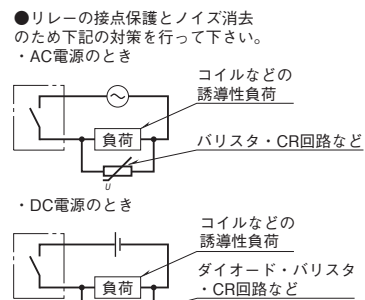 ●リレーの接点保護とノイズ消去
のため下記の対策を行って下さい。
・AC電源のとき
コイルなどの
誘導性負荷
負荷
バリスタ・CR回路など
U
・DC電源のとき
コイルなどの
誘導性負荷
ダイオード・バリスタ
・CR回路など
負荷